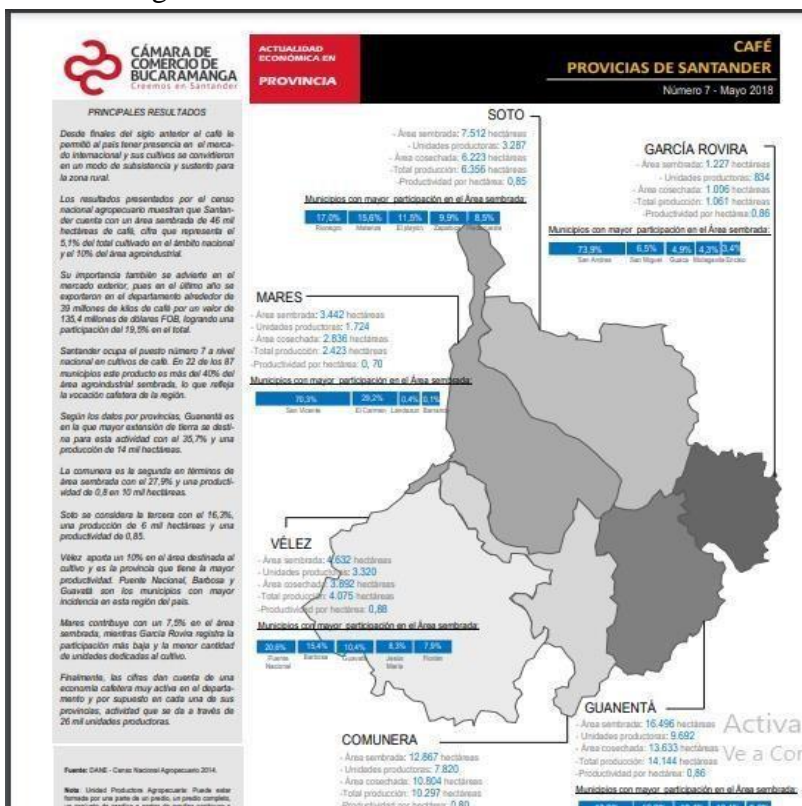 CÁMARA DE
COMERCIO DE
BUCARAMANGA
Creemos en Santander
ACTUALIDAD
ECONÓMICA EN
PROVINCIA
CAFÉ
PROVICIAS DE SANTANDER
Número 7 - Mayo 2018
PRINCIPALES RESULTADOS
Desde finales del siglo anterior el café le
permitió al país tener presencia en el merca-
do internacional y sus cultivos se convirtieron
en un modo de subsistencia y sustento para
la zona rural.
Los resultados presentados por el censo
nacional agropecuario muestran que Santan-
der cuenta con un área sembrada de 46 mil
hectáreas de café, cifra que representa el
5,1% del total cultivado en el ámbito nacional
y el 10% del área agroindustrial.
Su importancia también se advierte en el
mercado exterior, pues en el último año se
exportaron en el departamento alrededor de
39 millones de kilos de café por un valor de
135,4 millones de dólares FOB, logrando una
participación del 19,5% en el total.
Santander ocupa el puesto número 7 a nivel
nacional en cultivos de café. En 22 de los 87
municipios este producto es más del 40% del
área agroindustrial sembrada, lo que refleja
la vocación cafetera de la región.
Según los datos por provincias, Guanentá es
en la que mayor extensión de tierra se desti-
na para esta actividad con el 35,7% y una
producción de 14 mil hectáreas.
La comunera es la segunda en términos de
área sembrada con el 27,9% y una producti-
vidad de 0,8 en 10 mil hectáreas.
Soto se considera la tercera con el 16,3%,
una producción de 6 mil hectáreas y una
productividad de 0,85.
Vélez aporta un 10% en el área destinada al
cultivo y es la provincia que tiene la mayor
productividad. Puente Nacional, Barbosa y
Guavatá son los municipios con mayor
incidencia en esta región del país.
Mares contribuye con un 7,5% en el área
sembrada, mientras García Rovira registra la
participación más baja y la menor cantidad
de unidades dedicadas al cultivo.
Finalmente, las cifras dan cuenta de una
economía cafetera muy activa en el departa-
mento y por supuesto en cada una de sus
provincias, actividad que se da a través de
26 mil unidades productoras.
Fuente: DANE - Censo Nacional Agropecuario 2014.
Nota: Unidad Productora Agropecuaria: Puede estar
formada por una parte de un predio, un predio completo,
SOTO
- Área sembrada: 7.512 hectáreas
- Unidades productoras: 3.287
- Área cosechada: 6.223 hectáreas
-Total producción: 6.356 hectáreas
-Productividad por hectárea: 0,85
Municipios con mayor participación en el Área sembrada:
17,0% 15,6% 11,5% 9,9% 8,5%
Rionegro Matanza El playón
GARCÍA ROVIRA
- Área sembrada: 1.227 hectáreas
- Unidades productoras: 834
- Área cosechada: 1.096 hectáreas
-Total producción: 1.061 hectáreas
-Productividad por hectárea: 0,86
Municipios con mayor participación en el Área sembrada:
73,9% 6,5% 4,9% 4,3% 3,4%
San Andres San Miguel Guaca Molagavita Enciso
MARES
- Área sembrada: 3.442 hectáreas
- Unidades productoras: 1.724
- Área cosechada: 2.836 hectáreas
-Total producción: 2.423 hectáreas
-Productividad por hectárea: 0, 70
Municipios con mayor participación en el Área sembrada:
70,3% 29,2% 0,4% 0,1%
San Vicente El Carmen Landazuri
VÉLEZ
- Área sembrada: 4.632 hectáreas
- Unidades productoras: 3.320
- Área cosechada: 3.892 hectáreas
-Total producción: 4.075 hectáreas
-Productividad por hectárea: 0,88
Municipios con mayor participación en el Área sembrada:
20,6% 15,4% 10,4% 8,3% 7,9%
Puente Nacional Barbosa Guavatá Jesús María Florián
COMUNERA
- Área sembrada: 12.867 hectáreas
- Unidades productoras: 7.820
- Área cosechada: 10.804 hectáreas
-Total producción: 10.297 hectáreas
-Productividad por hectárea: 0,80
GUANENTÁ
- Área sembrada: 16.496 hectáreas
- Unidades productoras: 9.692
- Área cosechada: 13.633 hectáreas
-Total producción: 14.144 hectáreas
-Productividad por hectárea: 0,86
Municipios con mayor participación en el Área sembrada:
Activa
Ve a Con